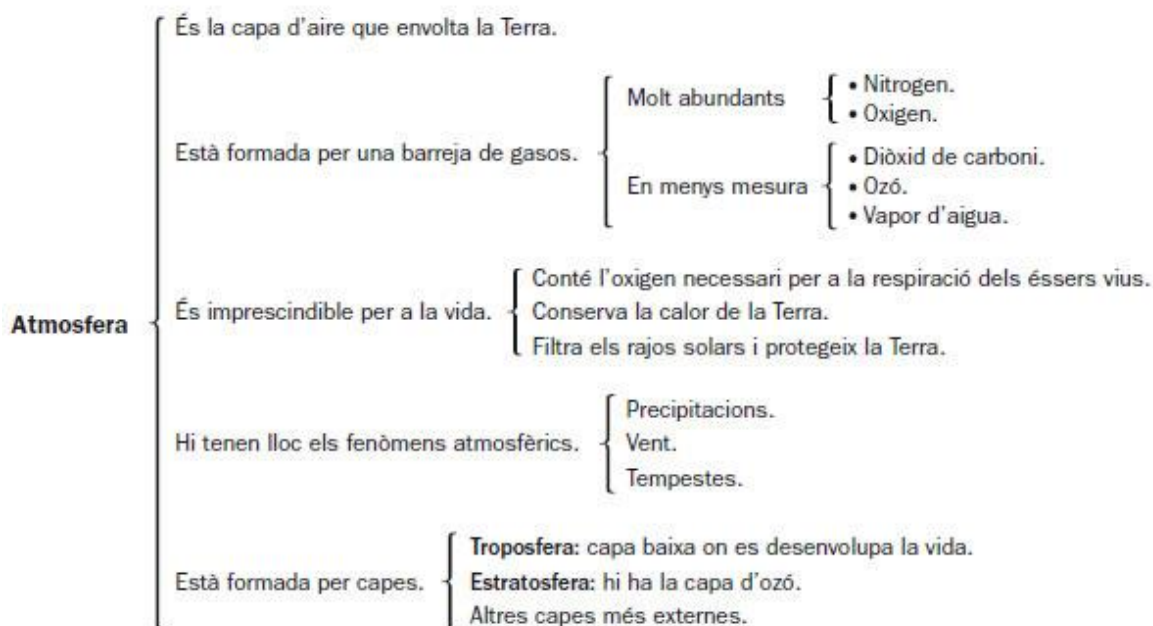 És la capa d'aire que envolta la Terra.
Està formada per una barreja de gasos.
Molt abundants
• Nitrogen.
• Oxigen.
En menys mesura
• Diòxid de carboni.
• Ozó.
• Vapor d'aigua.
Atmosfera
És imprescindible per a la vida.
Conté l'oxigen necessari per a la respiració dels éssers vius.
Conserva la calor de la Terra.
Filtra els rajos solars i protegeix la Terra.
Hi tenen lloc els fenòmens atmosfèrics.
Precipitacions.
Vent.
Tempestes.
Està formada per capes.
Troposfera: capa baixa on es desenvolupa la vida.
Estratosfera: hi ha la capa d'ozó.
Altres capes més externes.